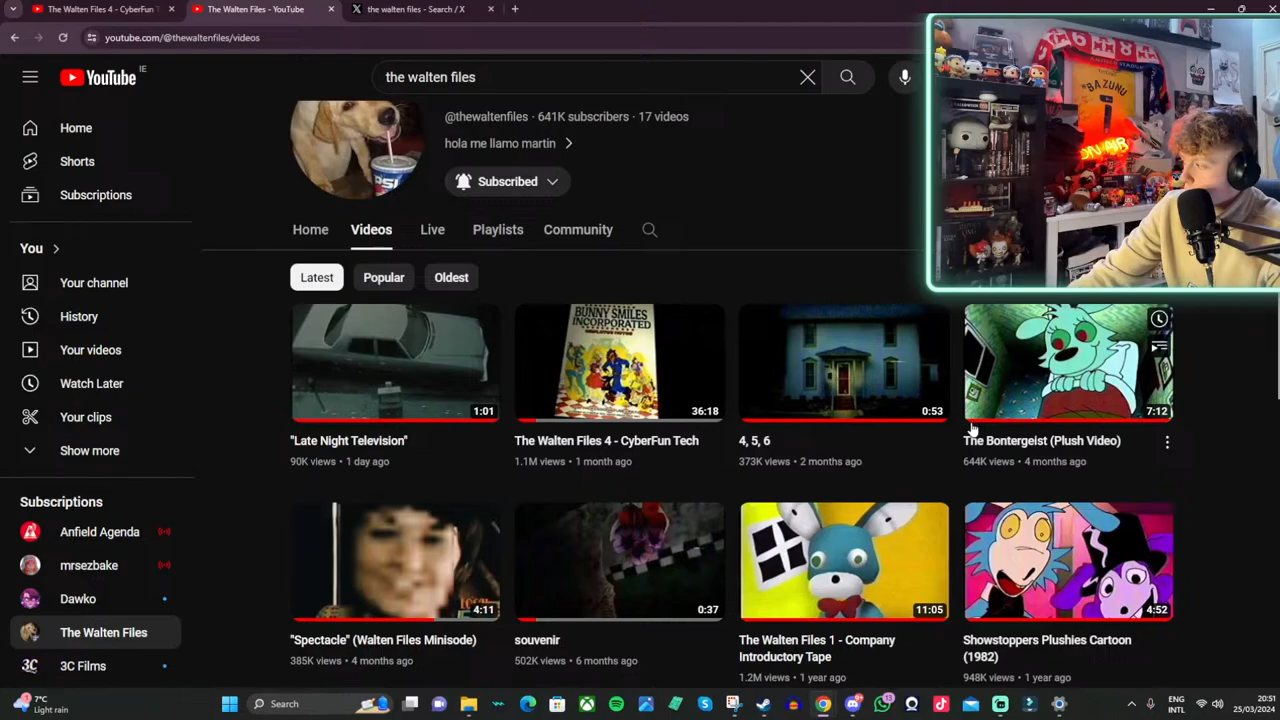 The Walten Files 4 - CyberFun T
The Walten Files - YouTube
the walten files - Search / X
youtube.com/@thewaltenfiles/videos
YouTube IE
the walten files
@thewaltenfiles · 641K subscribers · 17 videos
hola me llamo martin
Subscribed
Home
Shorts
Subscriptions
You
Your channel
History
Your videos
Watch Later
Your clips
Show more
Subscriptions
Anfield Agenda
mrsezbake
Dawko
The Walten Files
3C
3C Films
Home
Videos
Live
Playlists
Community
Latest
Popular
Oldest
1:01
BUNNY SMILES
INCORPORATED
36:18
0:53
7:12
"Late Night Television"
90K views · 1 day ago
The Walten Files 4 - CyberFun Tech
1.1M views · 1 month ago
4, 5, 6
373K views · 2 months ago
The Bontergeist (Plush Video)
644K views · 4 months ago
4:11
0:37
11:05
4:52
"Spectacle" (Walten Files Minisode)
385K views · 4 months ago
souvenir
502K views · 6 months ago
The Walten Files 1 - Company
Introductory Tape
1.2M views · 1 year ago
Showstoppers Plushies Cartoon
(1982)
948K views · 1 year ago
BAZUNU
ON AIR
7°C
Light rain
Search
13
ENG
INTL
20:51
25/03/2024